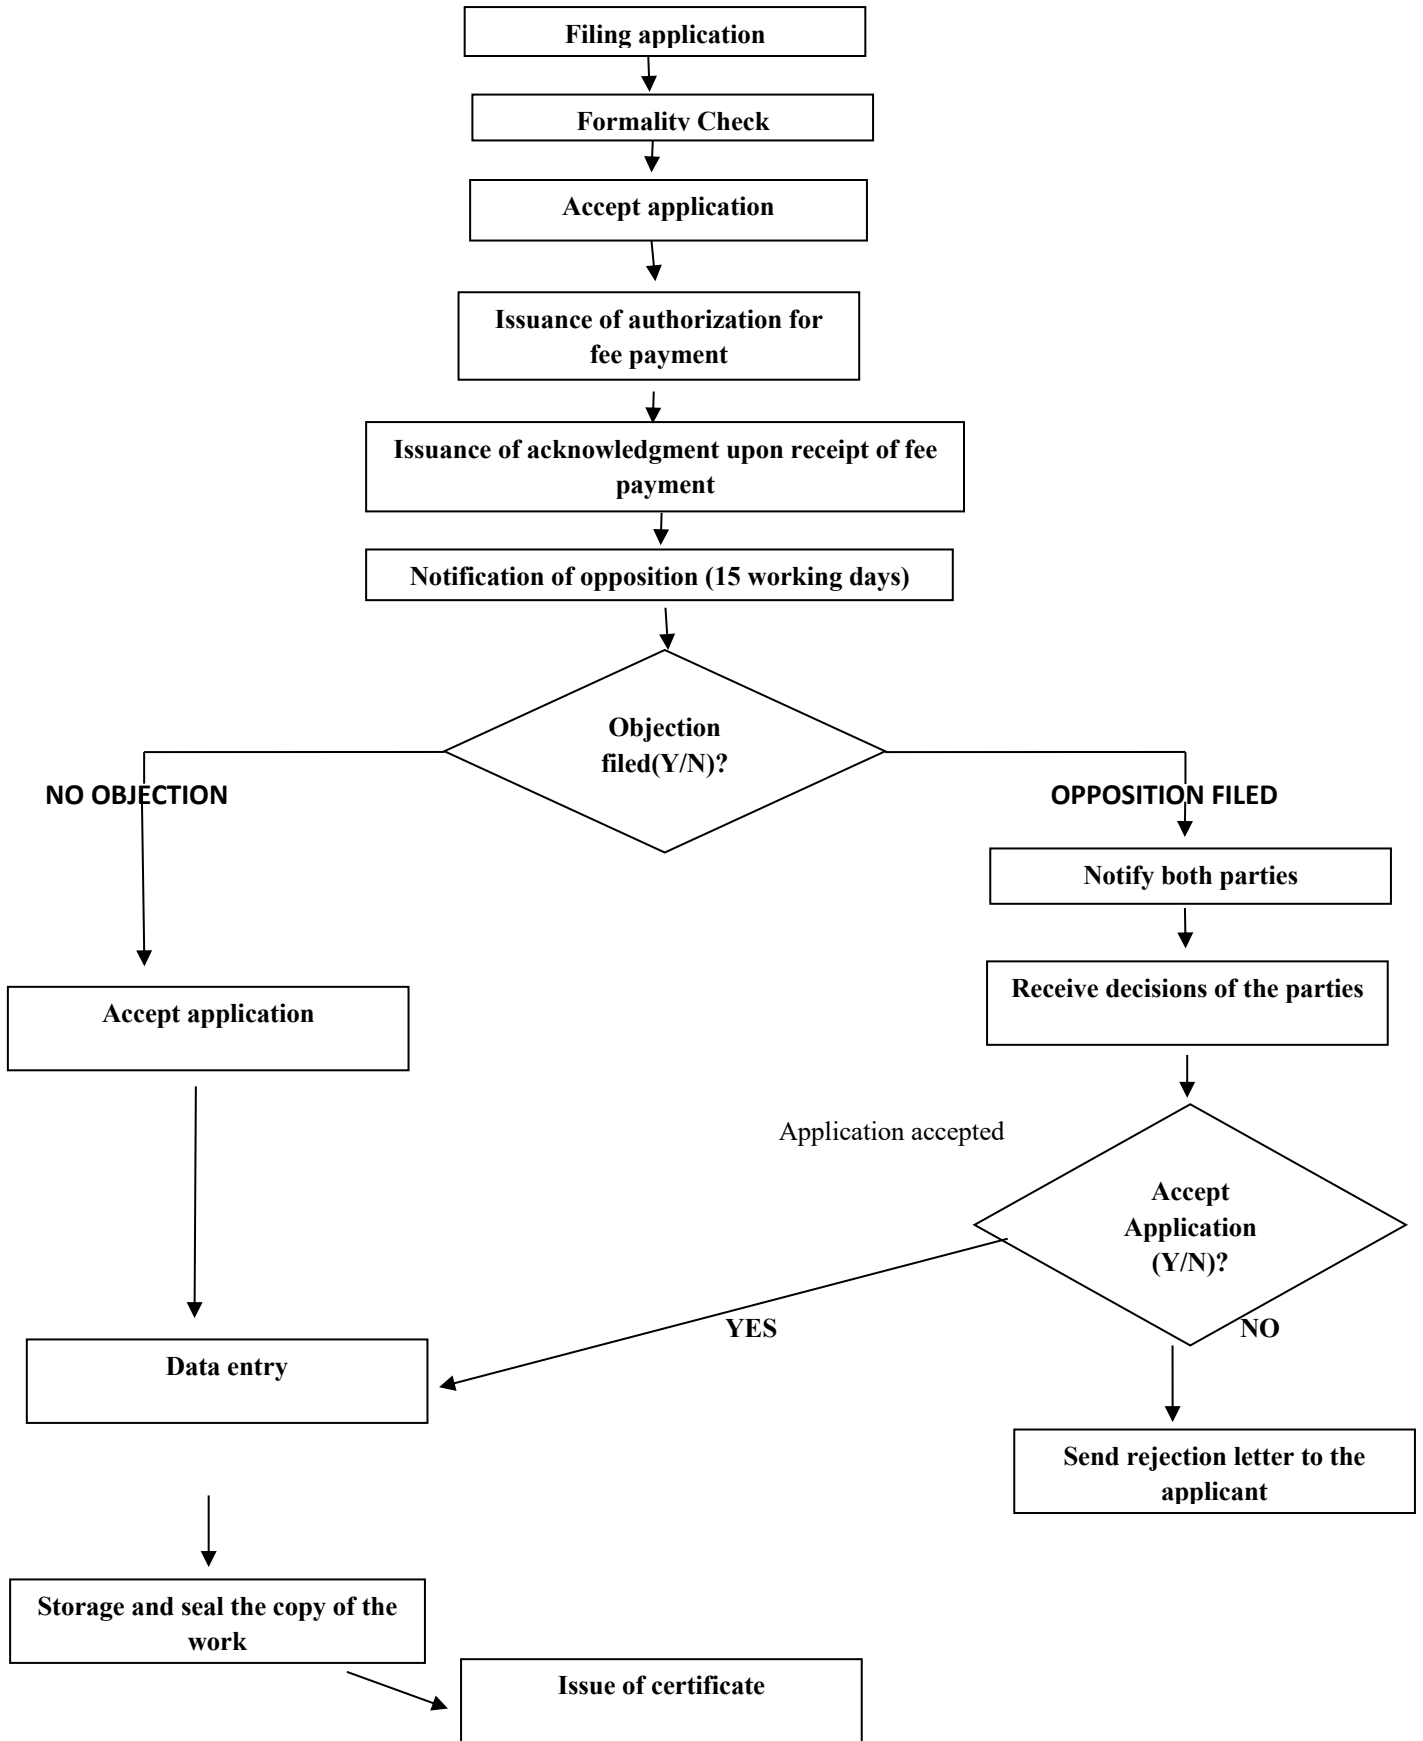 Filing application
Formality Check
Accept application
Issuance of authorization for
fee payment
Issuance of acknowledgment upon receipt of fee
payment
Notification of opposition (15 working days)
Objection
filed(Y/N)?
NO OBJECTION
OPPOSITION FILED
Notify both parties
Receive decisions of the parties
Accept application
Application accepted
Accept
Application
(Y/N)?
YES
NO
Data entry
Send rejection letter to the
applicant
Storage and seal the copy of the
work
Issue of certificate